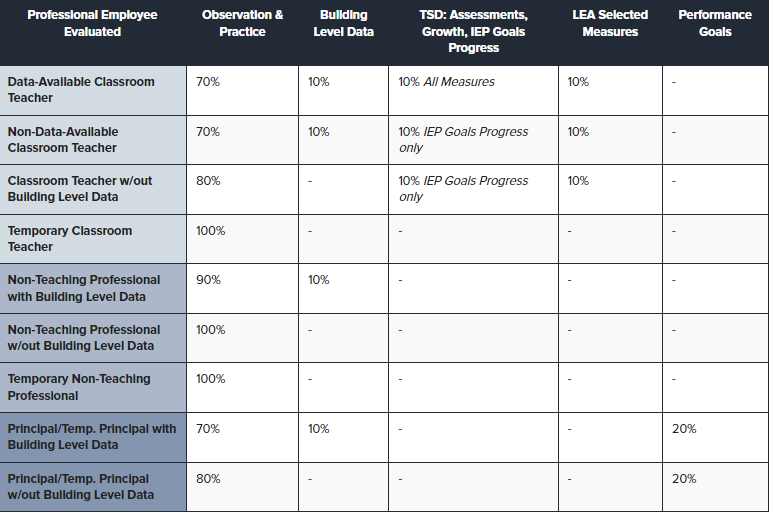 Professional Employee Evaluated | Observation & Practice | Building Level Data | TSD: Assessments, Growth, IEP Goals Progress | LEA Selected Measures | Performance Goals
Data-Available Classroom Teacher | 70% | 10% | 10% All Measures | 10% | -
Non-Data-Available Classroom Teacher | 70% | 10% | 10% IEP Goals Progress only | 10% | -
Classroom Teacher w/out Building Level Data | 80% | - | 10% IEP Goals Progress only | 10% | -
Temporary Classroom Teacher | 100% | - | - | - | -
Non-Teaching Professional with Building Level Data | 90% | 10% | - | - | -
Non-Teaching Professional w/out Building Level Data | 100% | - | - | - | -
Temporary Non-Teaching Professional | 100% | - | - | - | -
Principal/Temp. Principal with Building Level Data | 70% | 10% | - | - | 20%
Principal/Temp. Principal w/out Building Level Data | 80% | - | - | - | 20%